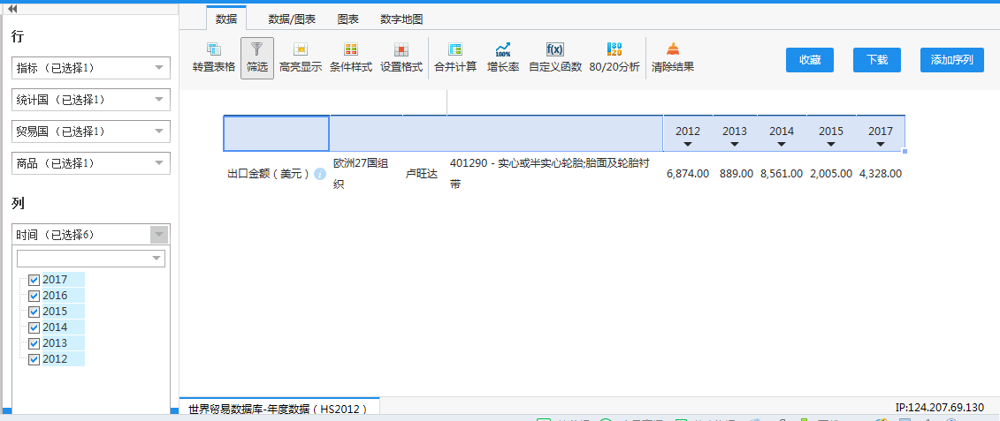 行
指标（已选择1）
统计国（已选择1）
贸易国（已选择1）
商品（已选择1）
列
时间（已选择6）
2017
2016
2015
2014
2013
2012
数据 数据/图表 图表 数字地图
100% f(x) 80 20
转置表格 筛选 高亮显示 条件样式 设置格式 合并计算 增长率 自定义函数 80/20分析 清除结果
收藏 下载 添加序列
2012 2013 2014 2015 2017
出口金额（美元） 欧洲27国组 卢旺达 401290 - 实心或半实心轮胎;胎面及轮胎衬 6,874.00 889.00 8,561.00 2,005.00 4,328.00
织 带
世界贸易数据库-年度数据（HS2012）
IP:124.207.69.130